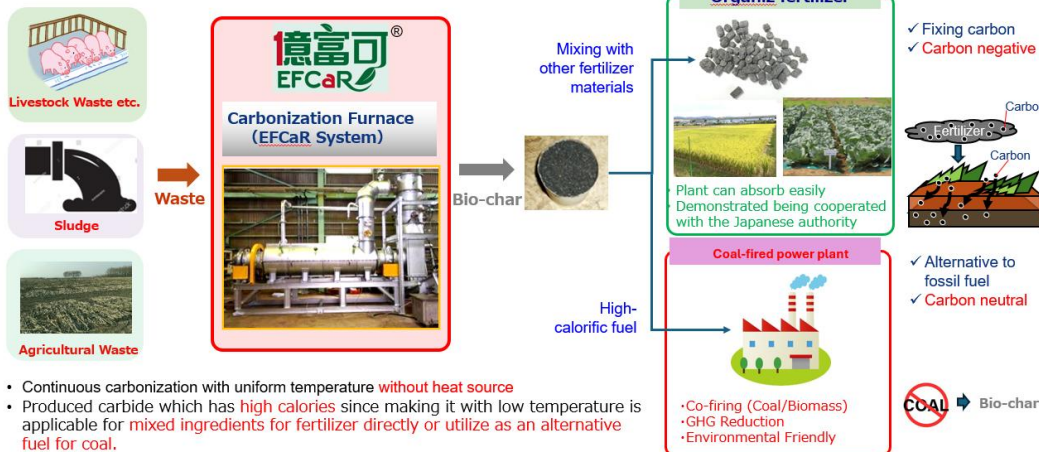 Livestock Waste etc.
Sludge
Agricultural Waste
Waste
億富可®
EFCaR
Carbonization Furnace
(EFCaR System)
Bio-char
Mixing with
other fertilizer
materials
High-
calorific fuel
Organic fertilizer
・Plant can absorb easily
・Demonstrated being cooperated
with the Japanese authority
Coal-fired power plant
・Co-firing (Coal/Biomass)
・GHG Reduction
・Environmental Friendly
✓ Fixing carbon
✓ Carbon negative
Fertilizer
Carbon
✓ Alternative to
fossil fuel
✓ Carbon neutral
COAL
Bio-char
• Continuous carbonization with uniform temperature without heat source
• Produced carbide which has high calories since making it with low temperature is
applicable for mixed ingredients for fertilizer directly or utilize as an alternative
fuel for coal.